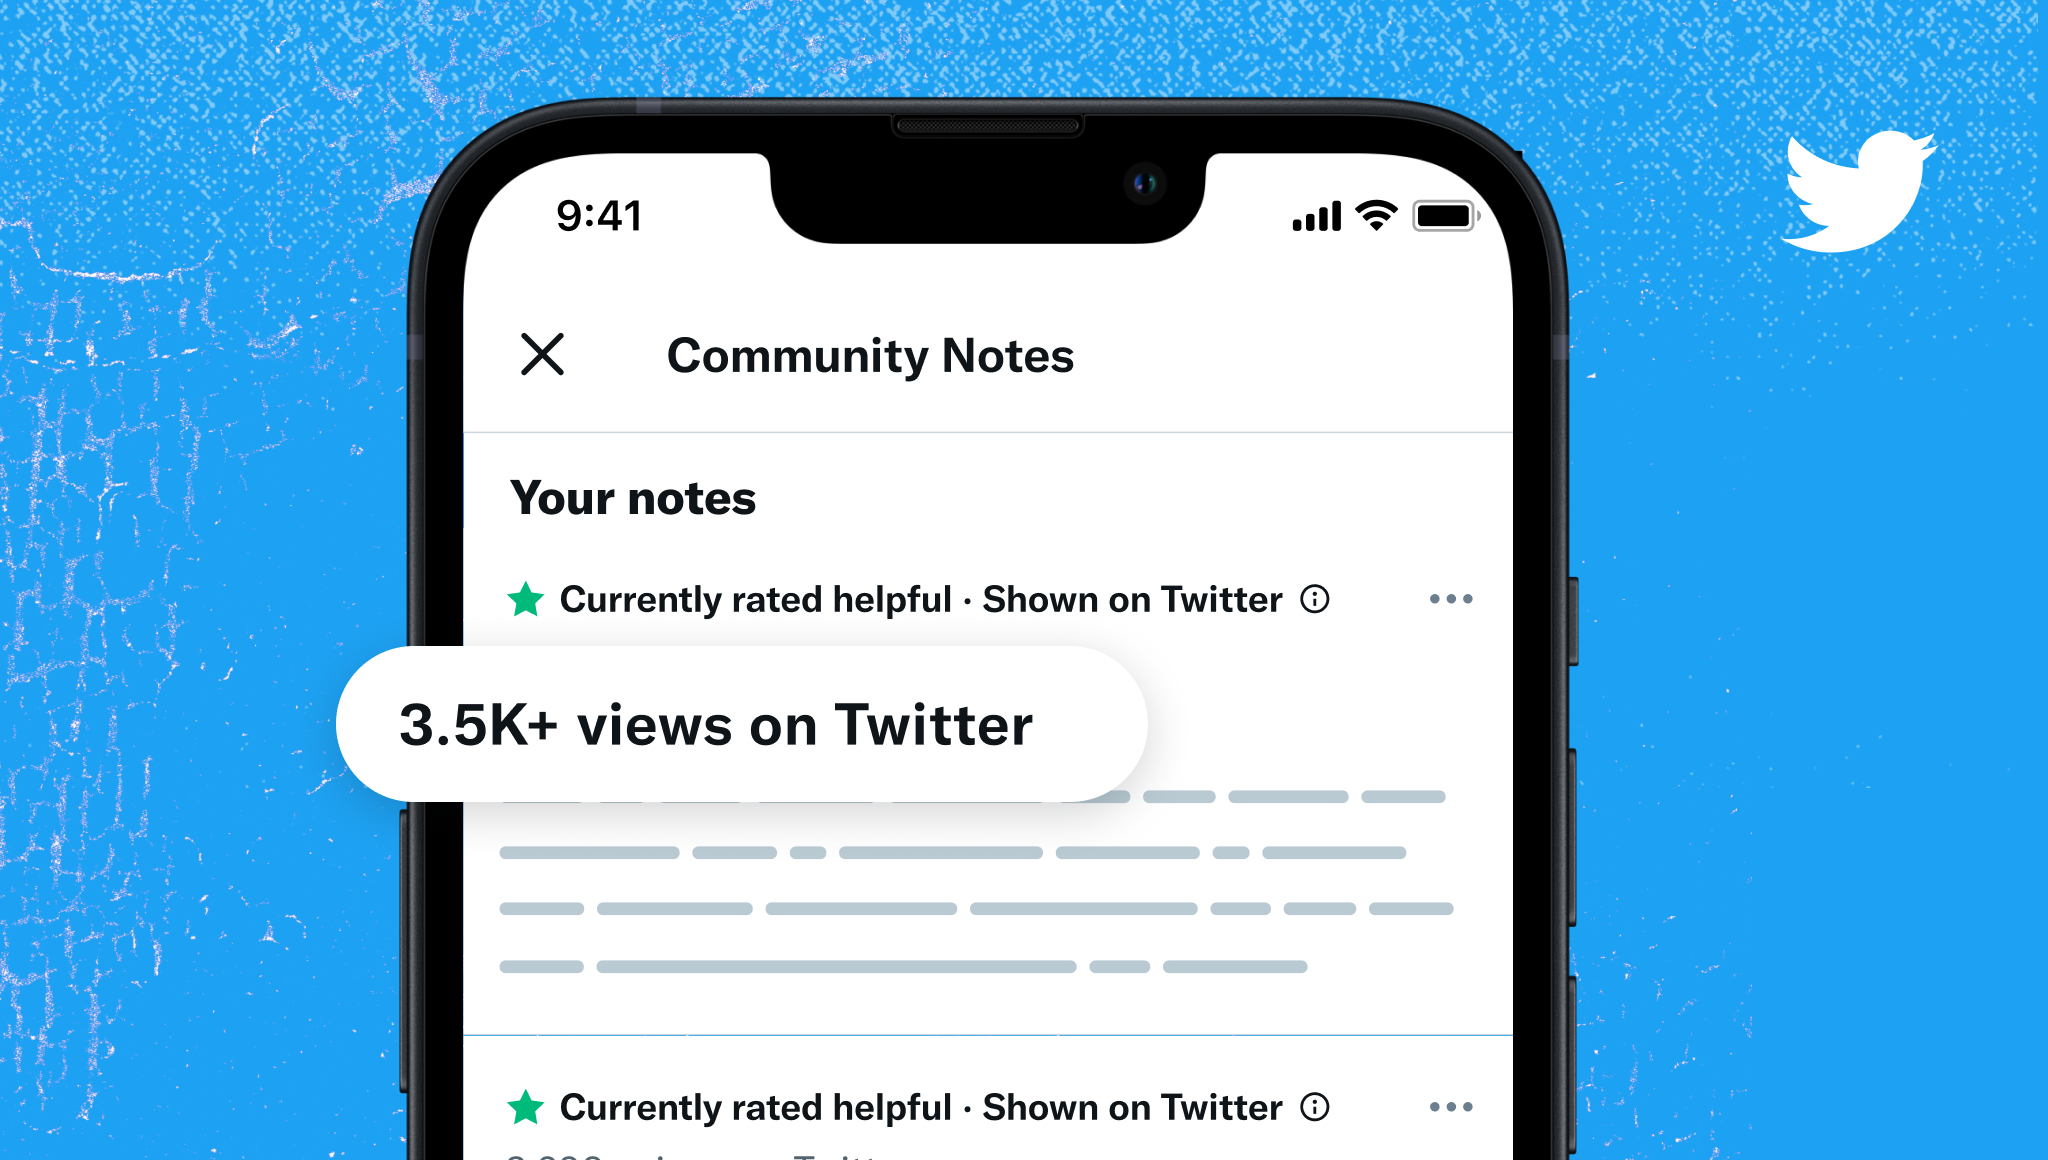 9:41
Community Notes
Your notes
Currently rated helpful · Shown on Twitter
3.5K+ views on Twitter
Currently rated helpful · Shown on Twitter